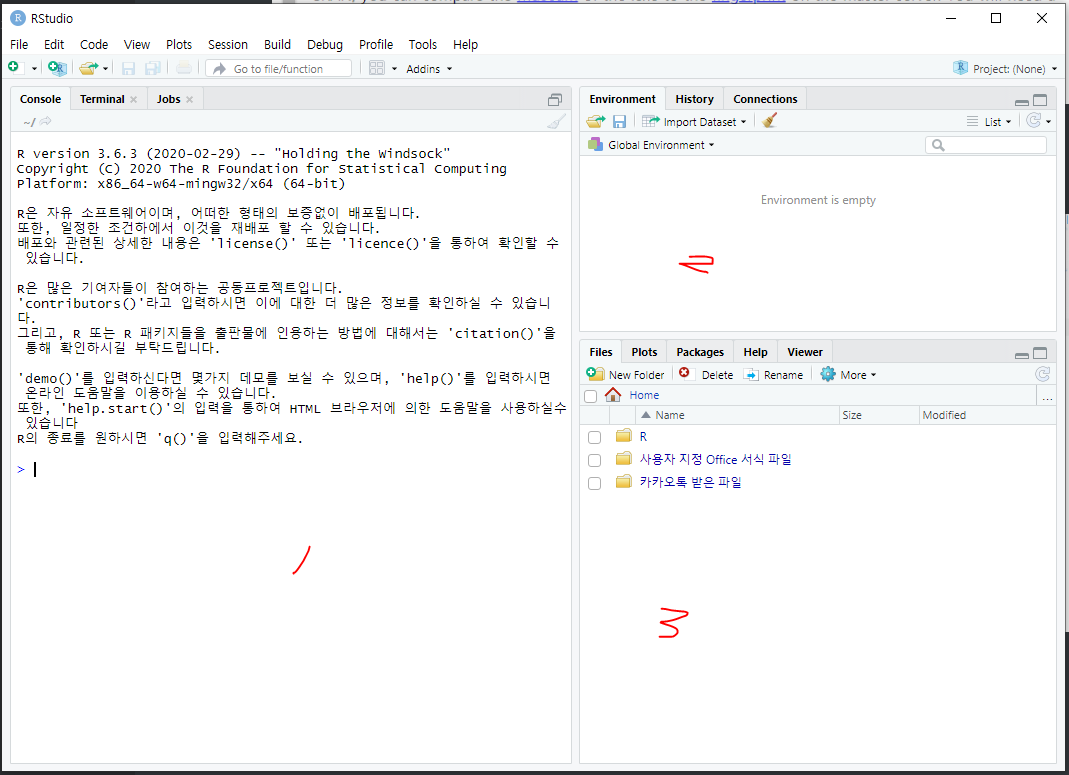 RStudio
File Edit Code View Plots Session Build Debug Profile Tools Help
Go to file/function Addins Project: (None)
Console Terminal Jobs
~/
R version 3.6.3 (2020-02-29) -- "Holding the Windsock"
Copyright (C) 2020 The R Foundation for Statistical Computing
Platform: x86_64-w64-mingw32/x64 (64-bit)
R은 자유 소프트웨어이며, 어떠한 형태의 보증없이 배포됩니다.
또한, 일정한 조건하에서 이것을 재배포 할 수 있습니다.
배포와 관련된 상세한 내용은 'license()' 또는 'licence()'을 통하여 확인할 수
있습니다.
R은 많은 기여자들이 참여하는 공동프로젝트입니다.
'contributors()'라고 입력하시면 이에 대한 더 많은 정보를 확인하실 수 있습니
다.
그리고, R 또는 R 패키지들을 출판물에 인용하는 방법에 대해서는 'citation()'을
통해 확인하시길 부탁드립니다.
'demo()'를 입력하신다면 몇가지 데모를 보실 수 있으며, 'help()'를 입력하시면
온라인 도움말을 이용하실 수 있습니다.
또한, 'help.start()'의 입력을 통하여 HTML 브라우저에 의한 도움말을 사용하실수
있습니다
R의 종료를 원하시면 'q()'을 입력해주세요.
>
1
Environment History Connections
Import Dataset List
Global Environment
Environment is empty
2
Files Plots Packages Help Viewer
New Folder Delete Rename More
Home ...
Name Size Modified
R
사용자 지정 Office 서식 파일
카카오톡 받은 파일
3